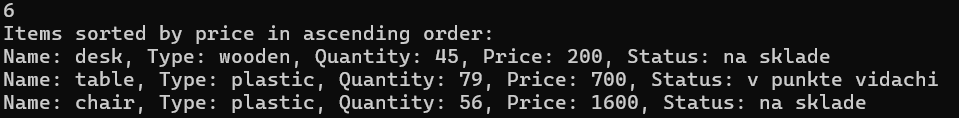 6
Items sorted by price in ascending order:
Name: desk, Type: wooden, Quantity: 45, Price: 200, Status: na sklade
Name: table, Type: plastic, Quantity: 79, Price: 700, Status: v punkte vidachi
Name: chair, Type: plastic, Quantity: 56, Price: 1600, Status: na sklade